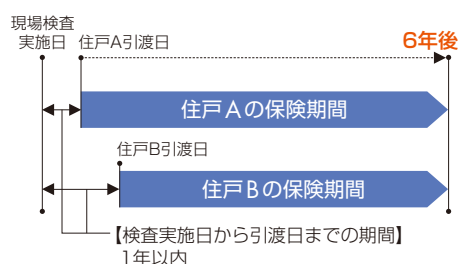 現場検査
実施日 住戸A引渡日 6年後
住戸Aの保険期間
住戸B引渡日
住戸Bの保険期間
【検査実施日から引渡日までの期間】
1年以内